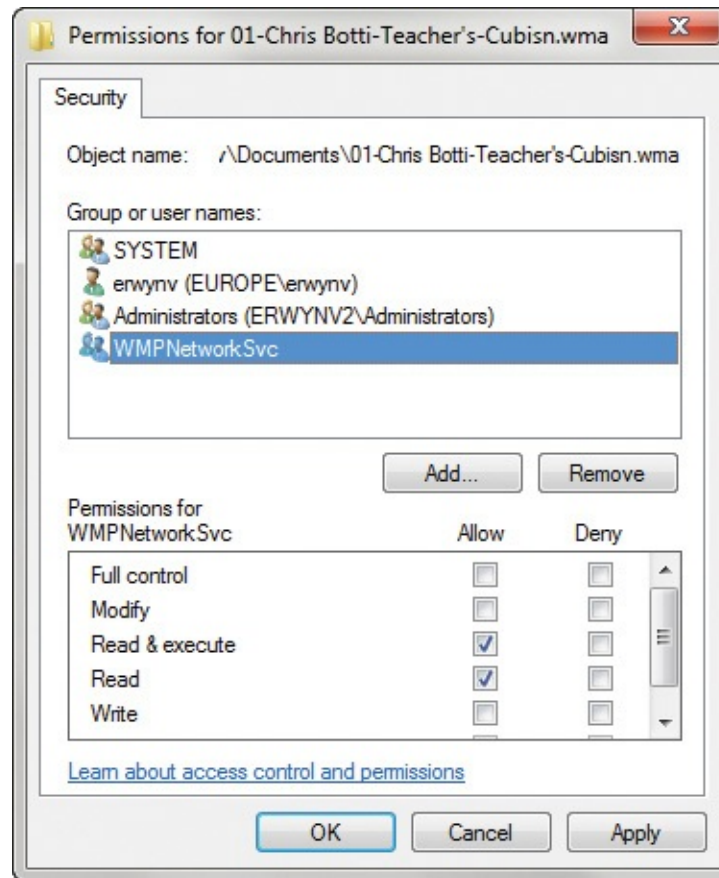 Permissions for 01-Chris Botti-Teacher's-Cubisn.wma
Security
Object name: /\Documents\01-Chris Botti-Teacher's-Cubisn.wma
Group or user names:
SYSTEM
erwynv (EUROPE\erwynv)
Administrators (ERWYNV2\Administrators)
WMPNetworkSvc
Add... Remove
Permissions for
WMPNetworkSvc Allow Deny
Full control
Modify
Read & execute
Read
Write
Learn about access control and permissions
OK Cancel Apply